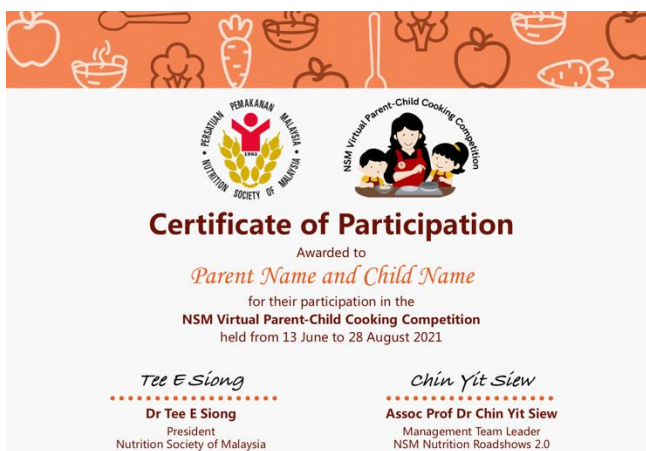 PERSATUAN PEMAKANAN MALAYSIA
NUTRITION SOCIETY OF MALAYSIA
1985
NSM Virtual Parent-Child Cooking Competition
Certificate of Participation
Awarded to
Parent Name and Child Name
for their participation in the
NSM Virtual Parent-Child Cooking Competition
held from 13 June to 28 August 2021
Tee E Siong
Chin Yit Siew
Dr Tee E Siong
Assoc Prof Dr Chin Yit Siew
President
Management Team Leader
Nutrition Society of Malaysia
NSM Nutrition Roadshows 2.0